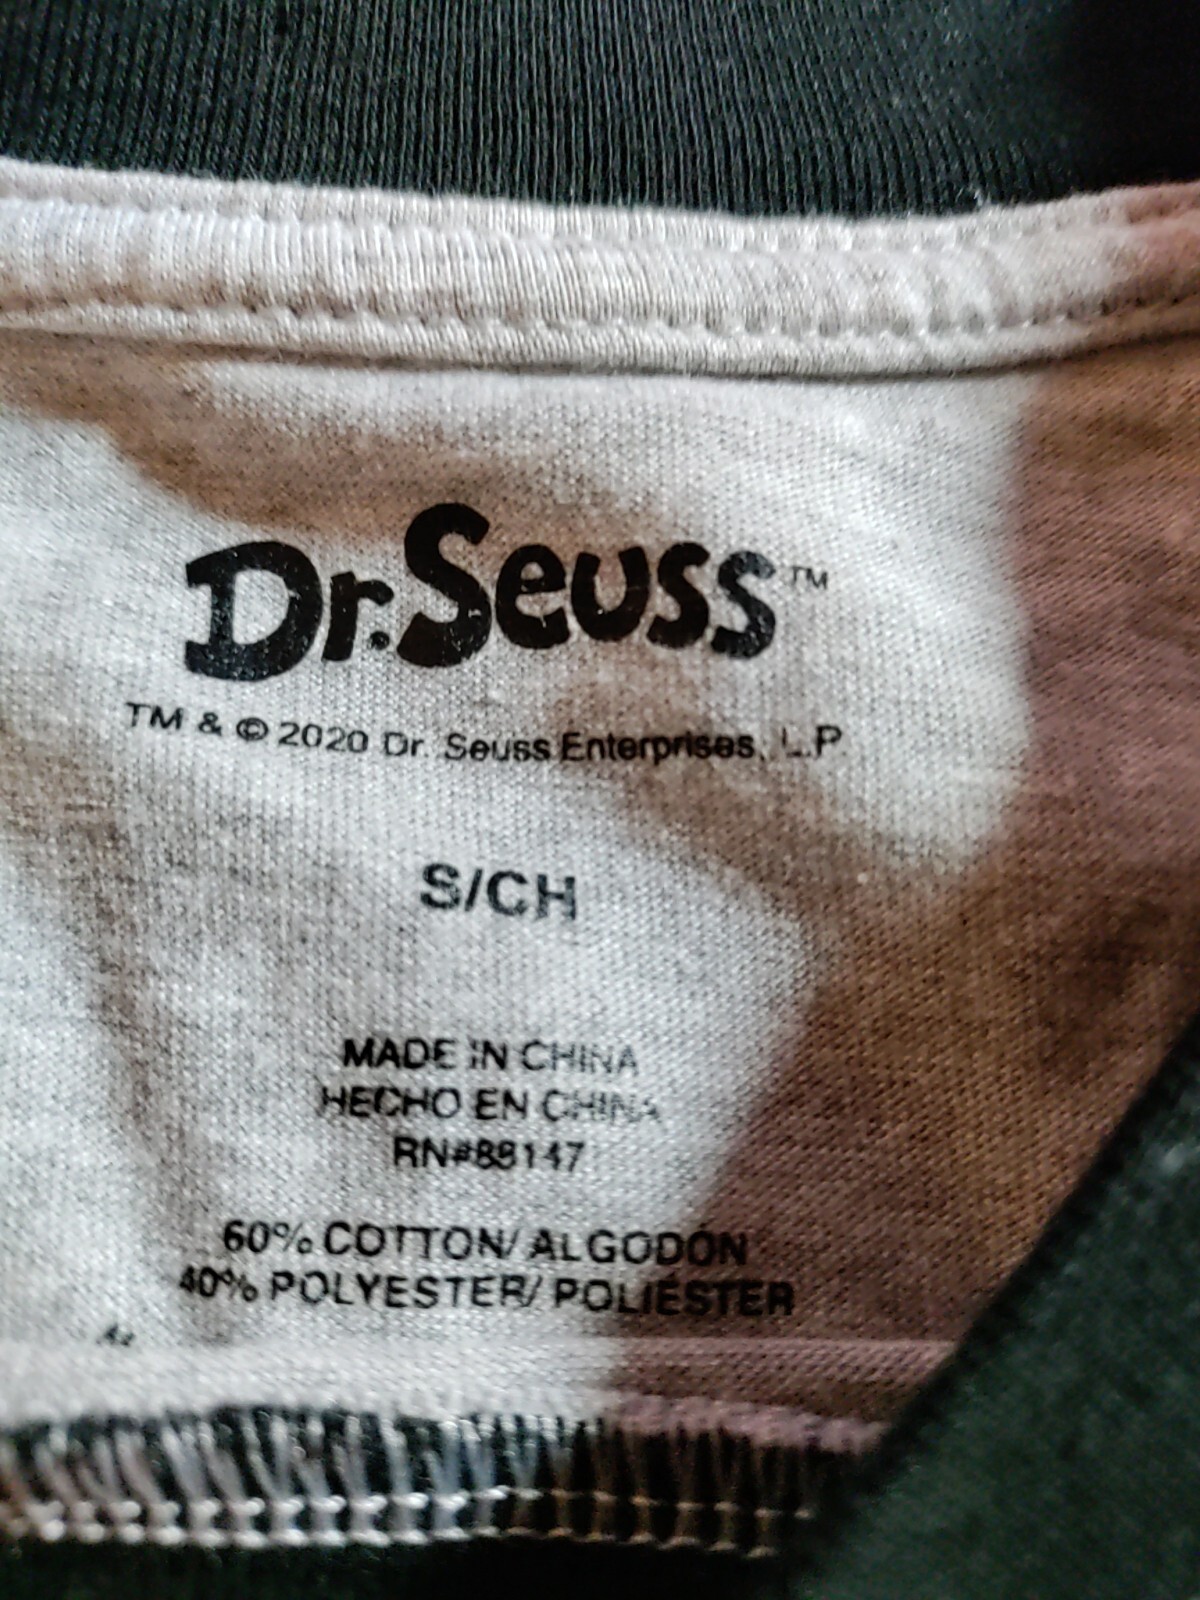 Dr. Seuss™
TM & © 2020 Dr. Seuss Enterprises, L.P.
S/CH
MADE IN CHINA
HECHO EN CHINA
RN#88147
60% COTTON/ ALGODÓN
40% POLYESTER/ POLIÉSTER